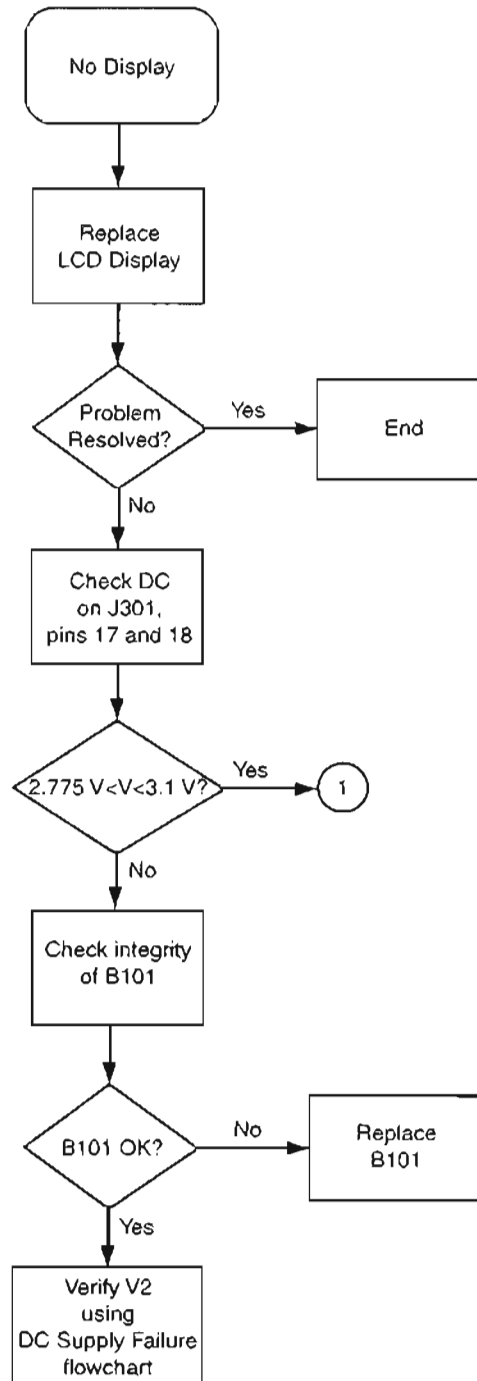 No Display
Replace
LCD Display
Problem
Resolved?
Yes
End
No
Check DC
on J301,
pins 17 and 18
2.775 V<V<3.1 V?
Yes
1
No
Check integrity
of B101
B101 OK?
No
Replace
B101
Yes
Verify V2
using
DC Supply Failure
flowchart